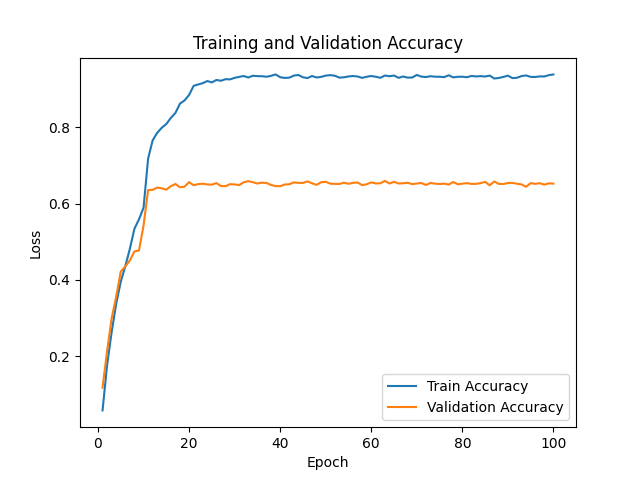 Training and Validation Accuracy
0.8
0.6
0.4
0.2
Loss
Train Accuracy
Validation Accuracy
0 20 40 60 80 100
Epoch